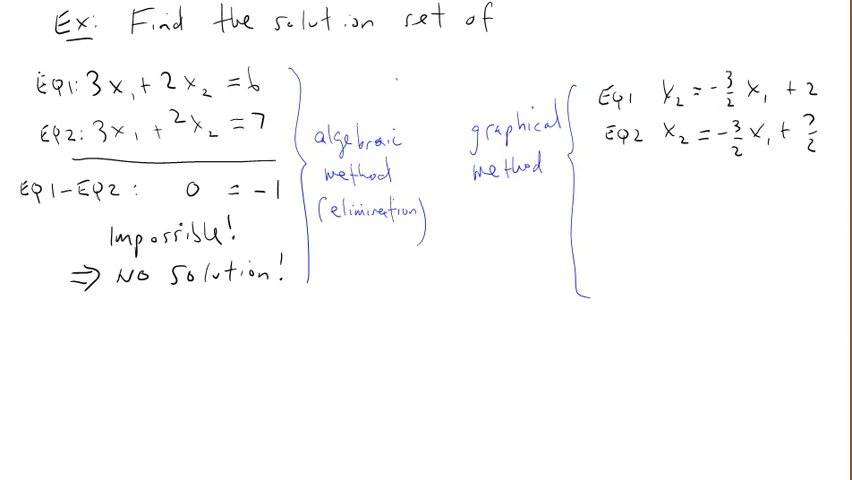 Ex: Find the solution set of
EQ1: 3x₁ + 2x₂ = 6
EQ2: 3x₁ + 2x₂ = 7
EQ1-EQ2: 0 = -1
Impossible!
⇒ NO Solution!
algebraic
method
(elimination)
graphical
method
EQ1 x₂ = -3/2 x₁ + 2
EQ2 x₂ = -3/2 x₁ + 7/2